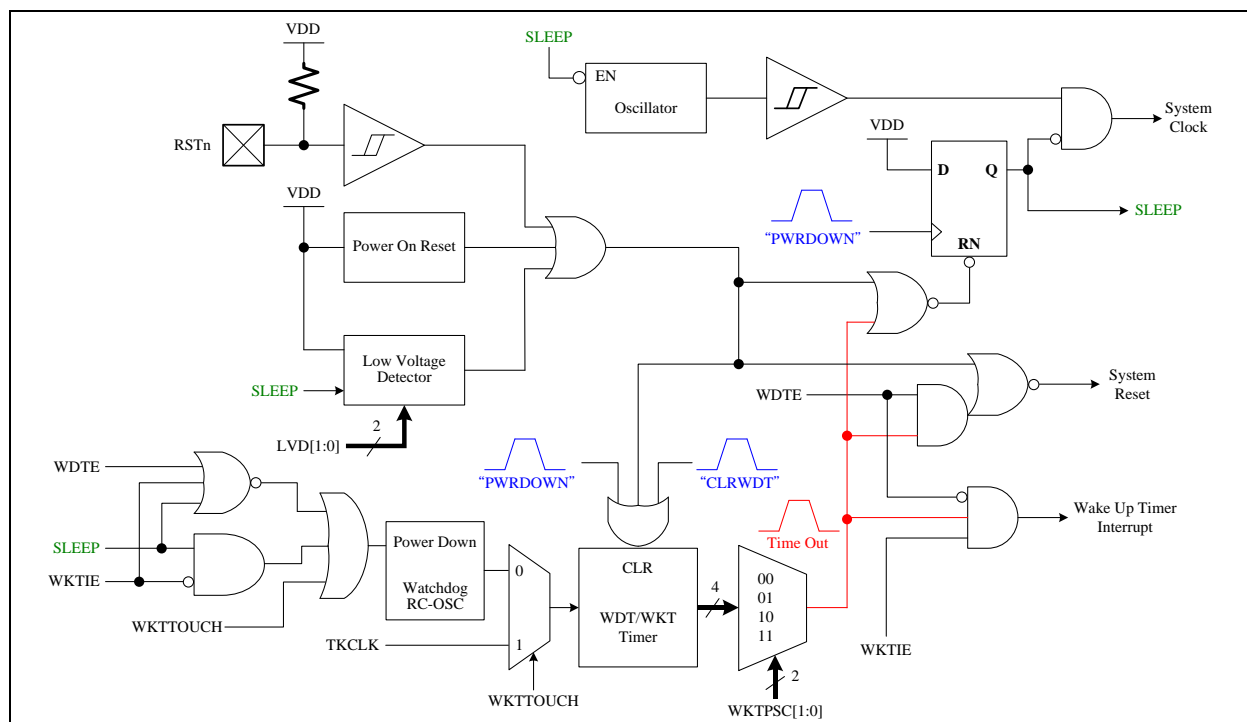 VDD
SLEEP
EN
Oscillator
System
Clock
RSTn
VDD
D
Q
RN
SLEEP
VDD
“PWRDOWN”
Power On Reset
Low Voltage
Detector
SLEEP
LVD[1:0]
2
System
Reset
WDTE
“PWRDOWN”
“CLRWDT”
WDTE
Time Out
Wake Up Timer
Interrupt
SLEEP
WKTIE
Power Down
Watchdog
RC-OSC
0
1
CLR
WDT/WKT
Timer
4
00
01
10
11
WKTTOUCH
TKCLK
WKTIE
WKTTOUCH
2
WKTPSC[1:0]